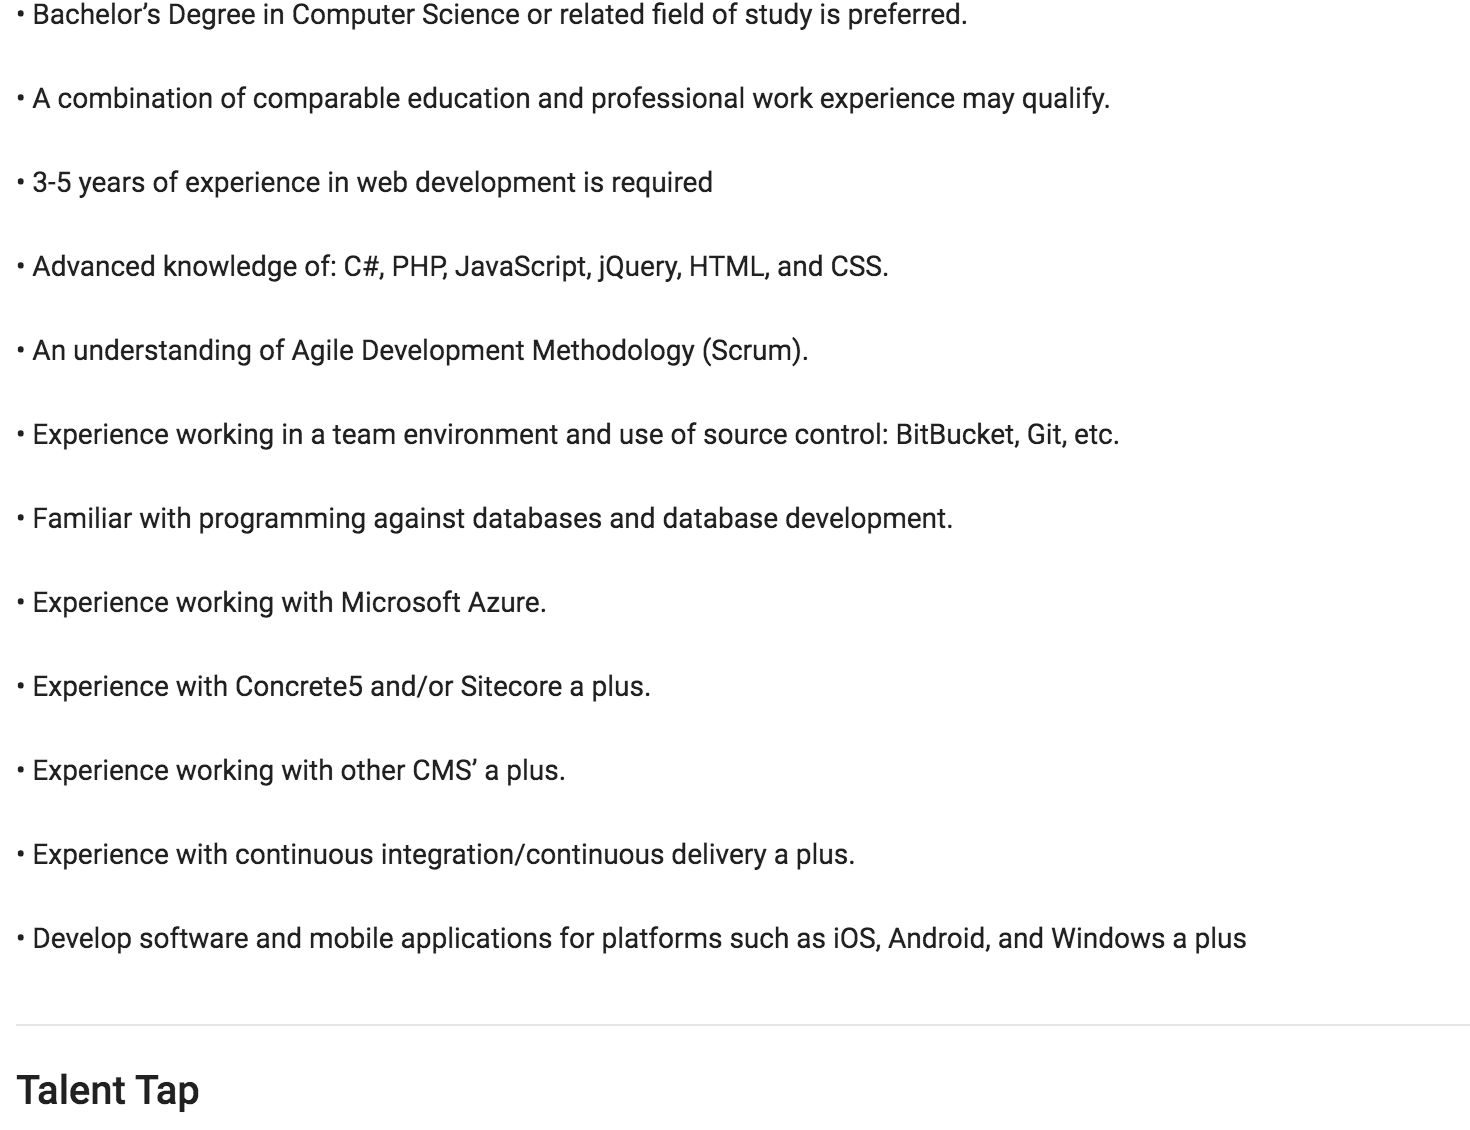 • Bachelor’s Degree in Computer Science or related field of study is preferred.
• A combination of comparable education and professional work experience may qualify.
• 3-5 years of experience in web development is required
• Advanced knowledge of: C#, PHP, JavaScript, jQuery, HTML, and CSS.
• An understanding of Agile Development Methodology (Scrum).
• Experience working in a team environment and use of source control: BitBucket, Git, etc.
• Familiar with programming against databases and database development.
• Experience working with Microsoft Azure.
• Experience with Concrete5 and/or Sitecore a plus.
• Experience working with other CMS’ a plus.
• Experience with continuous integration/continuous delivery a plus.
• Develop software and mobile applications for platforms such as iOS, Android, and Windows a plus
Talent Tap